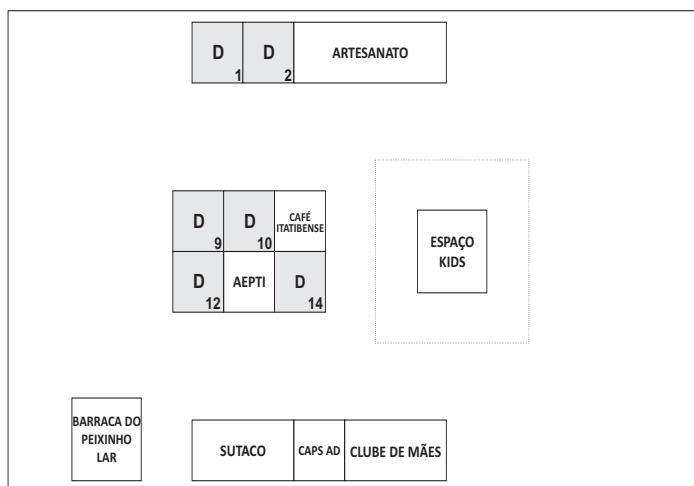 D
1
D
2
ARTESANATO
D
9
D
10
CAFÉ
ITATIBENSE
D
12
AEPTI
D
14
ESPAÇO
KIDS
BARRACA DO
PEIXINHO
LAR
SUTACO
CAPS AD
CLUBE DE MÃES